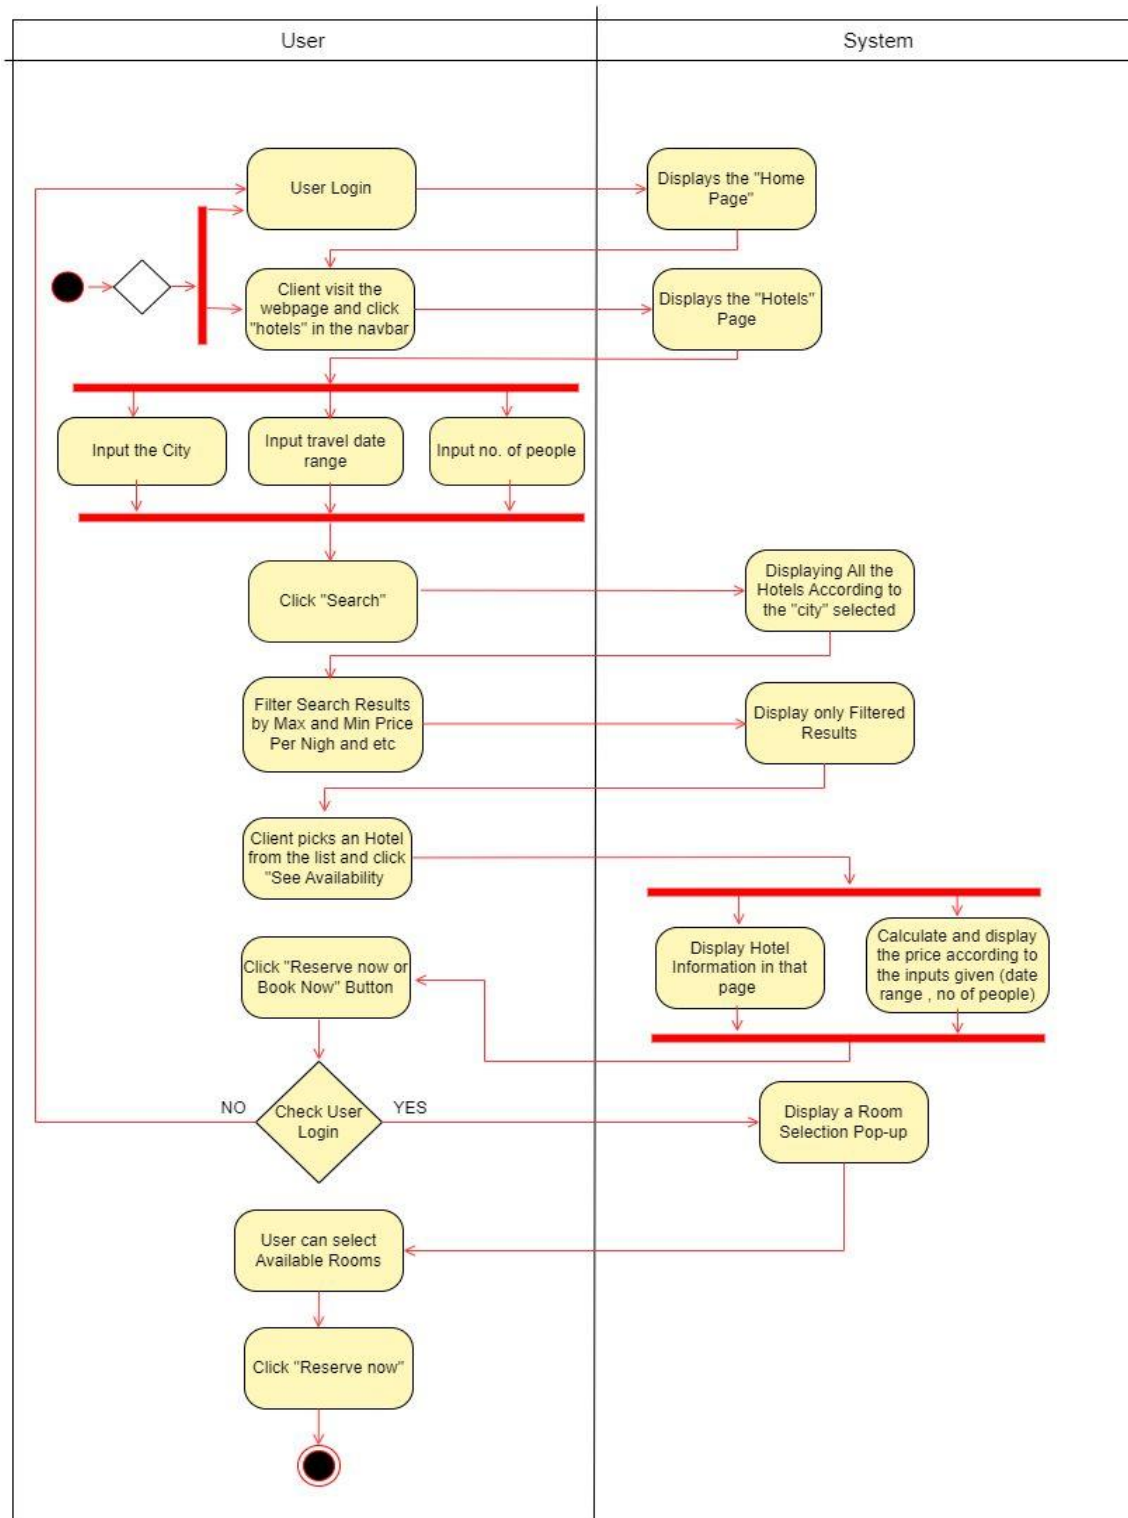 User
System
User Login
Displays the "Home
Page"
Client visit the
webpage and click
"hotels" in the navbar
Displays the "Hotels"
Page
Input the City
Input travel date
range
Input no. of people
Click "Search"
Displaying All the
Hotels According to
the "city" selected
Filter Search Results
by Max and Min Price
Per Nigh and etc
Display only Filtered
Results
Client picks an Hotel
from the list and click
"See Availability
Display Hotel
Information in that
page
Calculate and display
the price according to
the inputs given (date
range , no of people)
Click "Reserve now or
Book Now" Button
NO
Check User
Login
YES
Display a Room
Selection Pop-up
User can select
Available Rooms
Click "Reserve now"